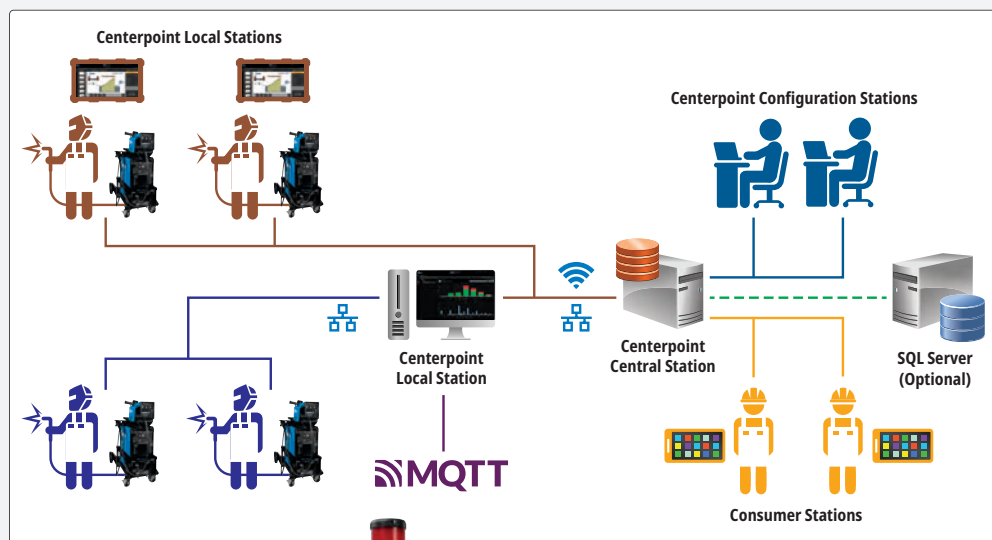 Centerpoint Local Stations
Centerpoint Configuration Stations
Centerpoint
Local Station
Centerpoint
Central Station
SQL Server
(Optional)
MQTT
Consumer Stations